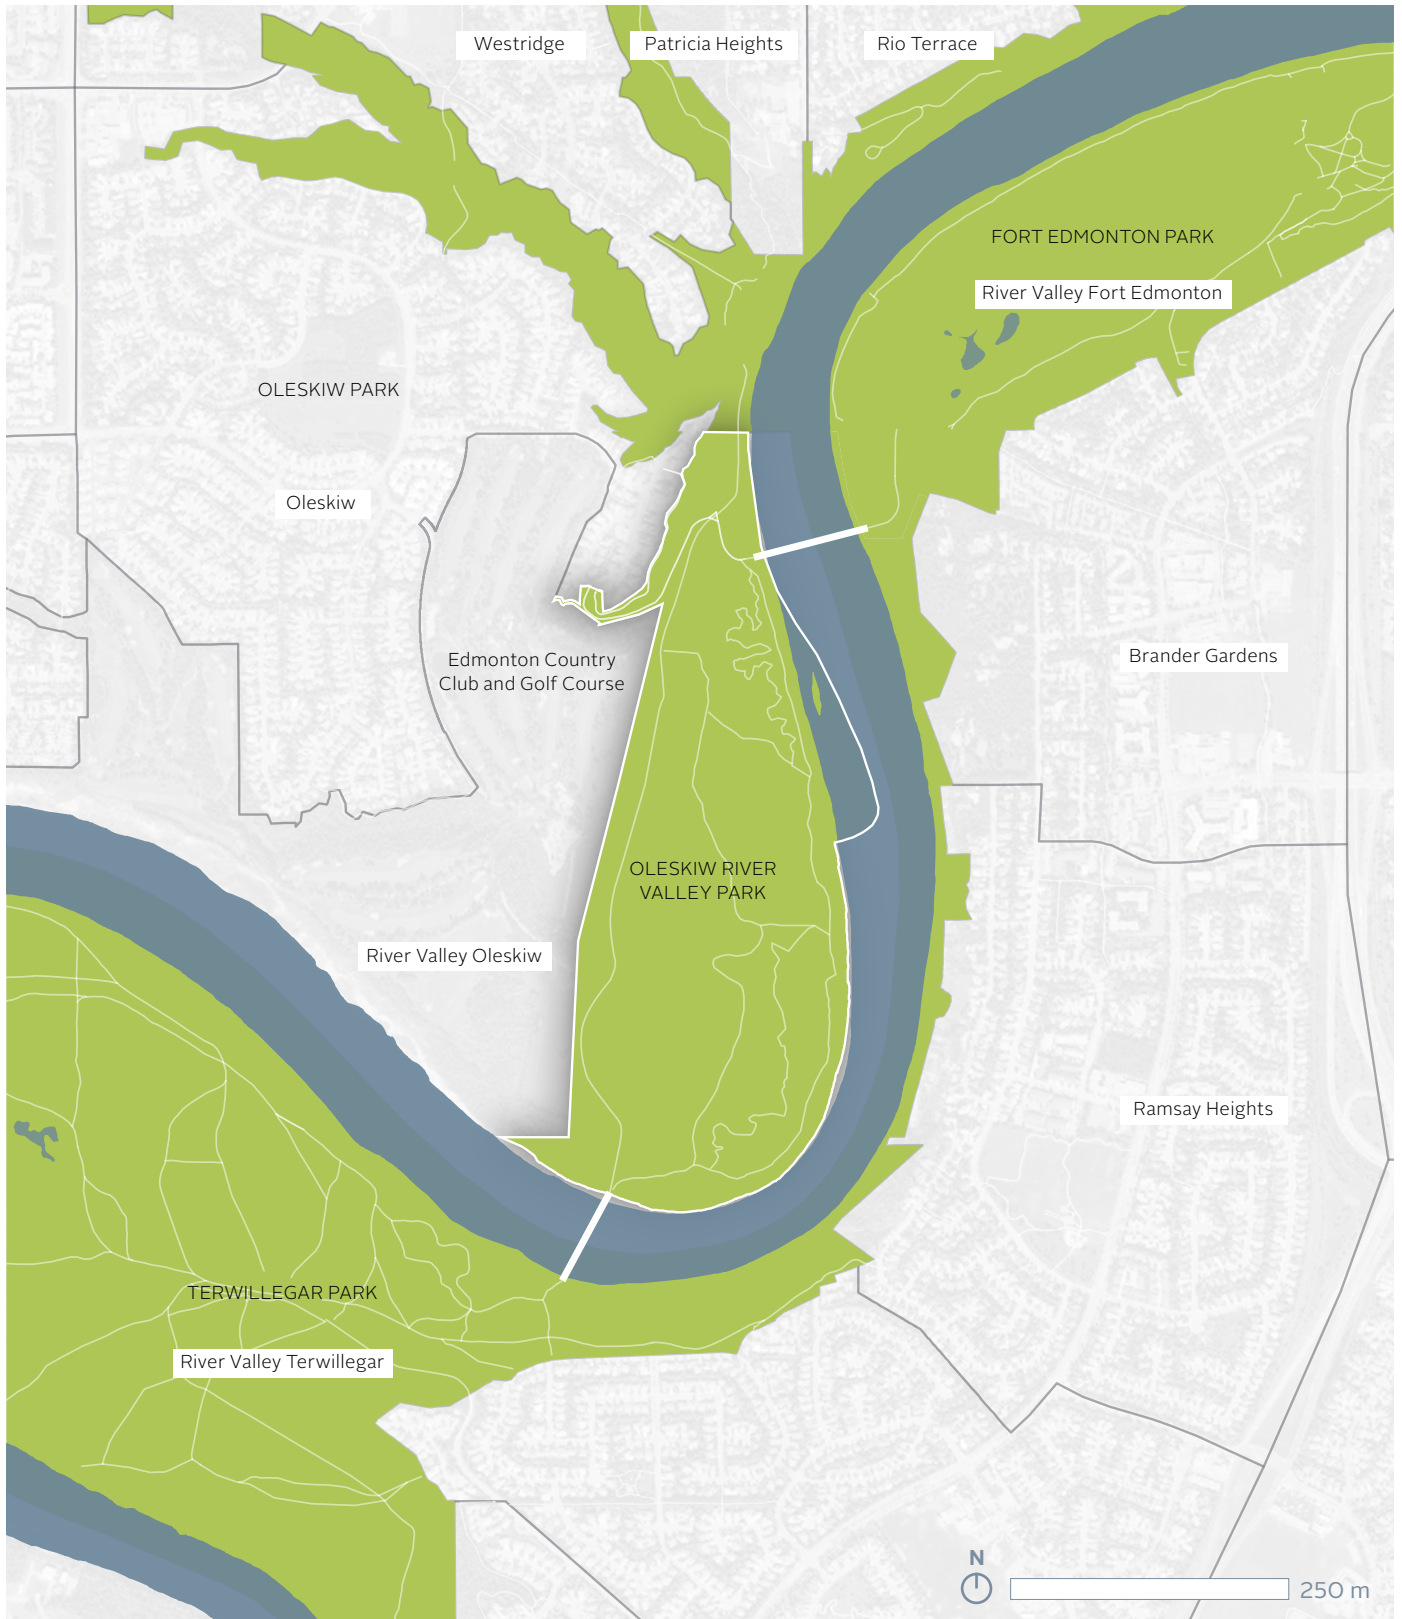 Westridge
Patricia Heights
Rio Terrace
FORT EDMONTON PARK
River Valley Fort Edmonton
OLESKIW PARK
Oleskiw
Edmonton Country
Club and Golf Course
Brander Gardens
OLESKIW RIVER
VALLEY PARK
River Valley Oleskiw
Ramsay Heights
TERWILLEGAR PARK
River Valley Terwillegar
N
250 m